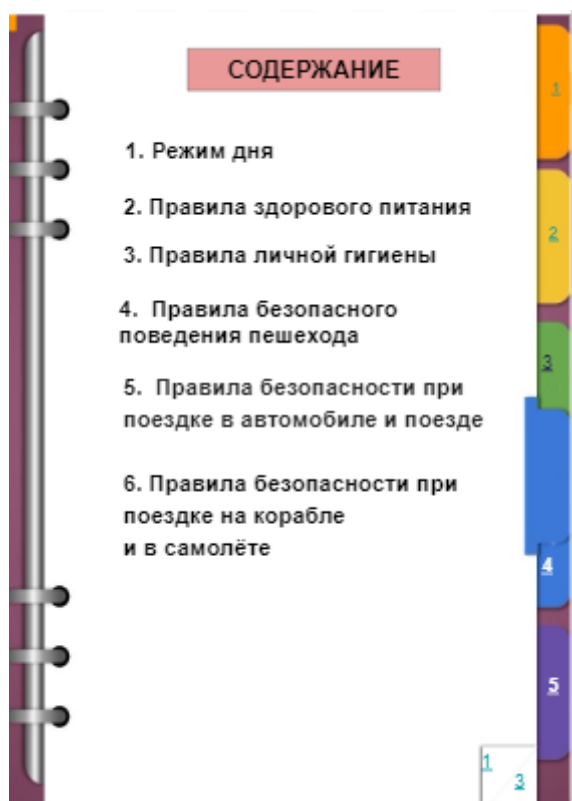 СОДЕРЖАНИЕ
1. Режим дня
2. Правила здорового питания
3. Правила личной гигиены
4. Правила безопасного
поведения пешехода
5. Правила безопасности при
поездке в автомобиле и поезде
6. Правила безопасности при
поездке на корабле
и в самолёте
1
2
3
4
5
1
3